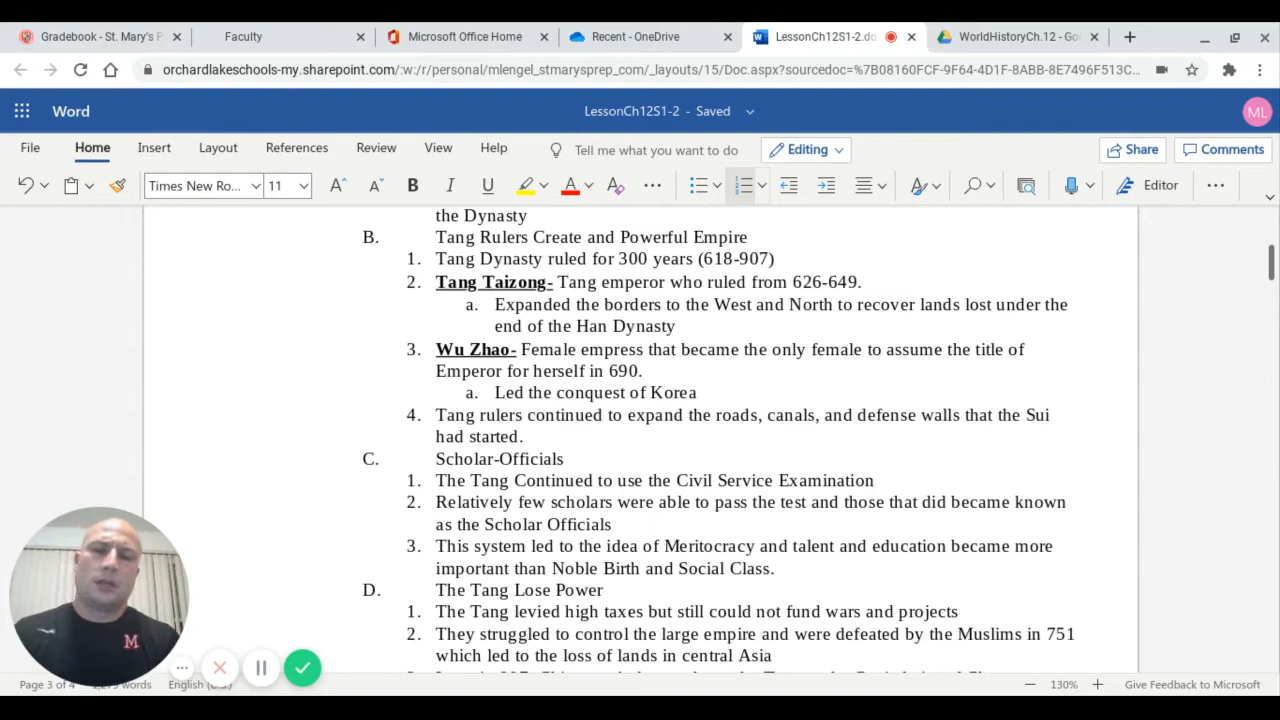 Gradebook - St. Mary's P
Faculty
Microsoft Office Home
Recent - OneDrive
LessonCh12S1-2.do
WorldHistoryCh.12 - Go
orchardlakeschools-my.sharepoint.com/:w:/r/personal/mlengel_stmarysprep_com/_layouts/15/Doc.aspx?sourcedoc=%7B08160FCF-9F64-4D1F-8ABB-8E7496F513C...
Word
LessonCh12S1-2 - Saved
ML
File Home Insert Layout References Review View Help Tell me what you want to do Editing Share Comments
Times New Ro... 11 A A B I U A A Editor
the Dynasty
B. Tang Rulers Create and Powerful Empire
1. Tang Dynasty ruled for 300 years (618-907)
2. Tang Taizong- Tang emperor who ruled from 626-649.
a. Expanded the borders to the West and North to recover lands lost under the
end of the Han Dynasty
3. Wu Zhao- Female empress that became the only female to assume the title of
Emperor for herself in 690.
a. Led the conquest of Korea
4. Tang rulers continued to expand the roads, canals, and defense walls that the Sui
had started.
C. Scholar-Officials
1. The Tang Continued to use the Civil Service Examination
2. Relatively few scholars were able to pass the test and those that did became known
as the Scholar Officials
3. This system led to the idea of Meritocracy and talent and education became more
important than Noble Birth and Social Class.
D. The Tang Lose Power
1. The Tang levied high taxes but still could not fund wars and projects
2. They struggled to control the large empire and were defeated by the Muslims in 751
which led to the loss of lands in central Asia
M
Page 3 of 4 words English 130% Give Feedback to Microsoft